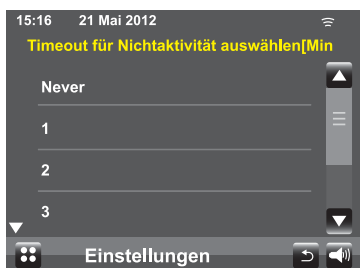 15:16 21 Mai 2012
Timeout für Nichtaktivität auswählen[Min
Never
1
2
3
Einstellungen